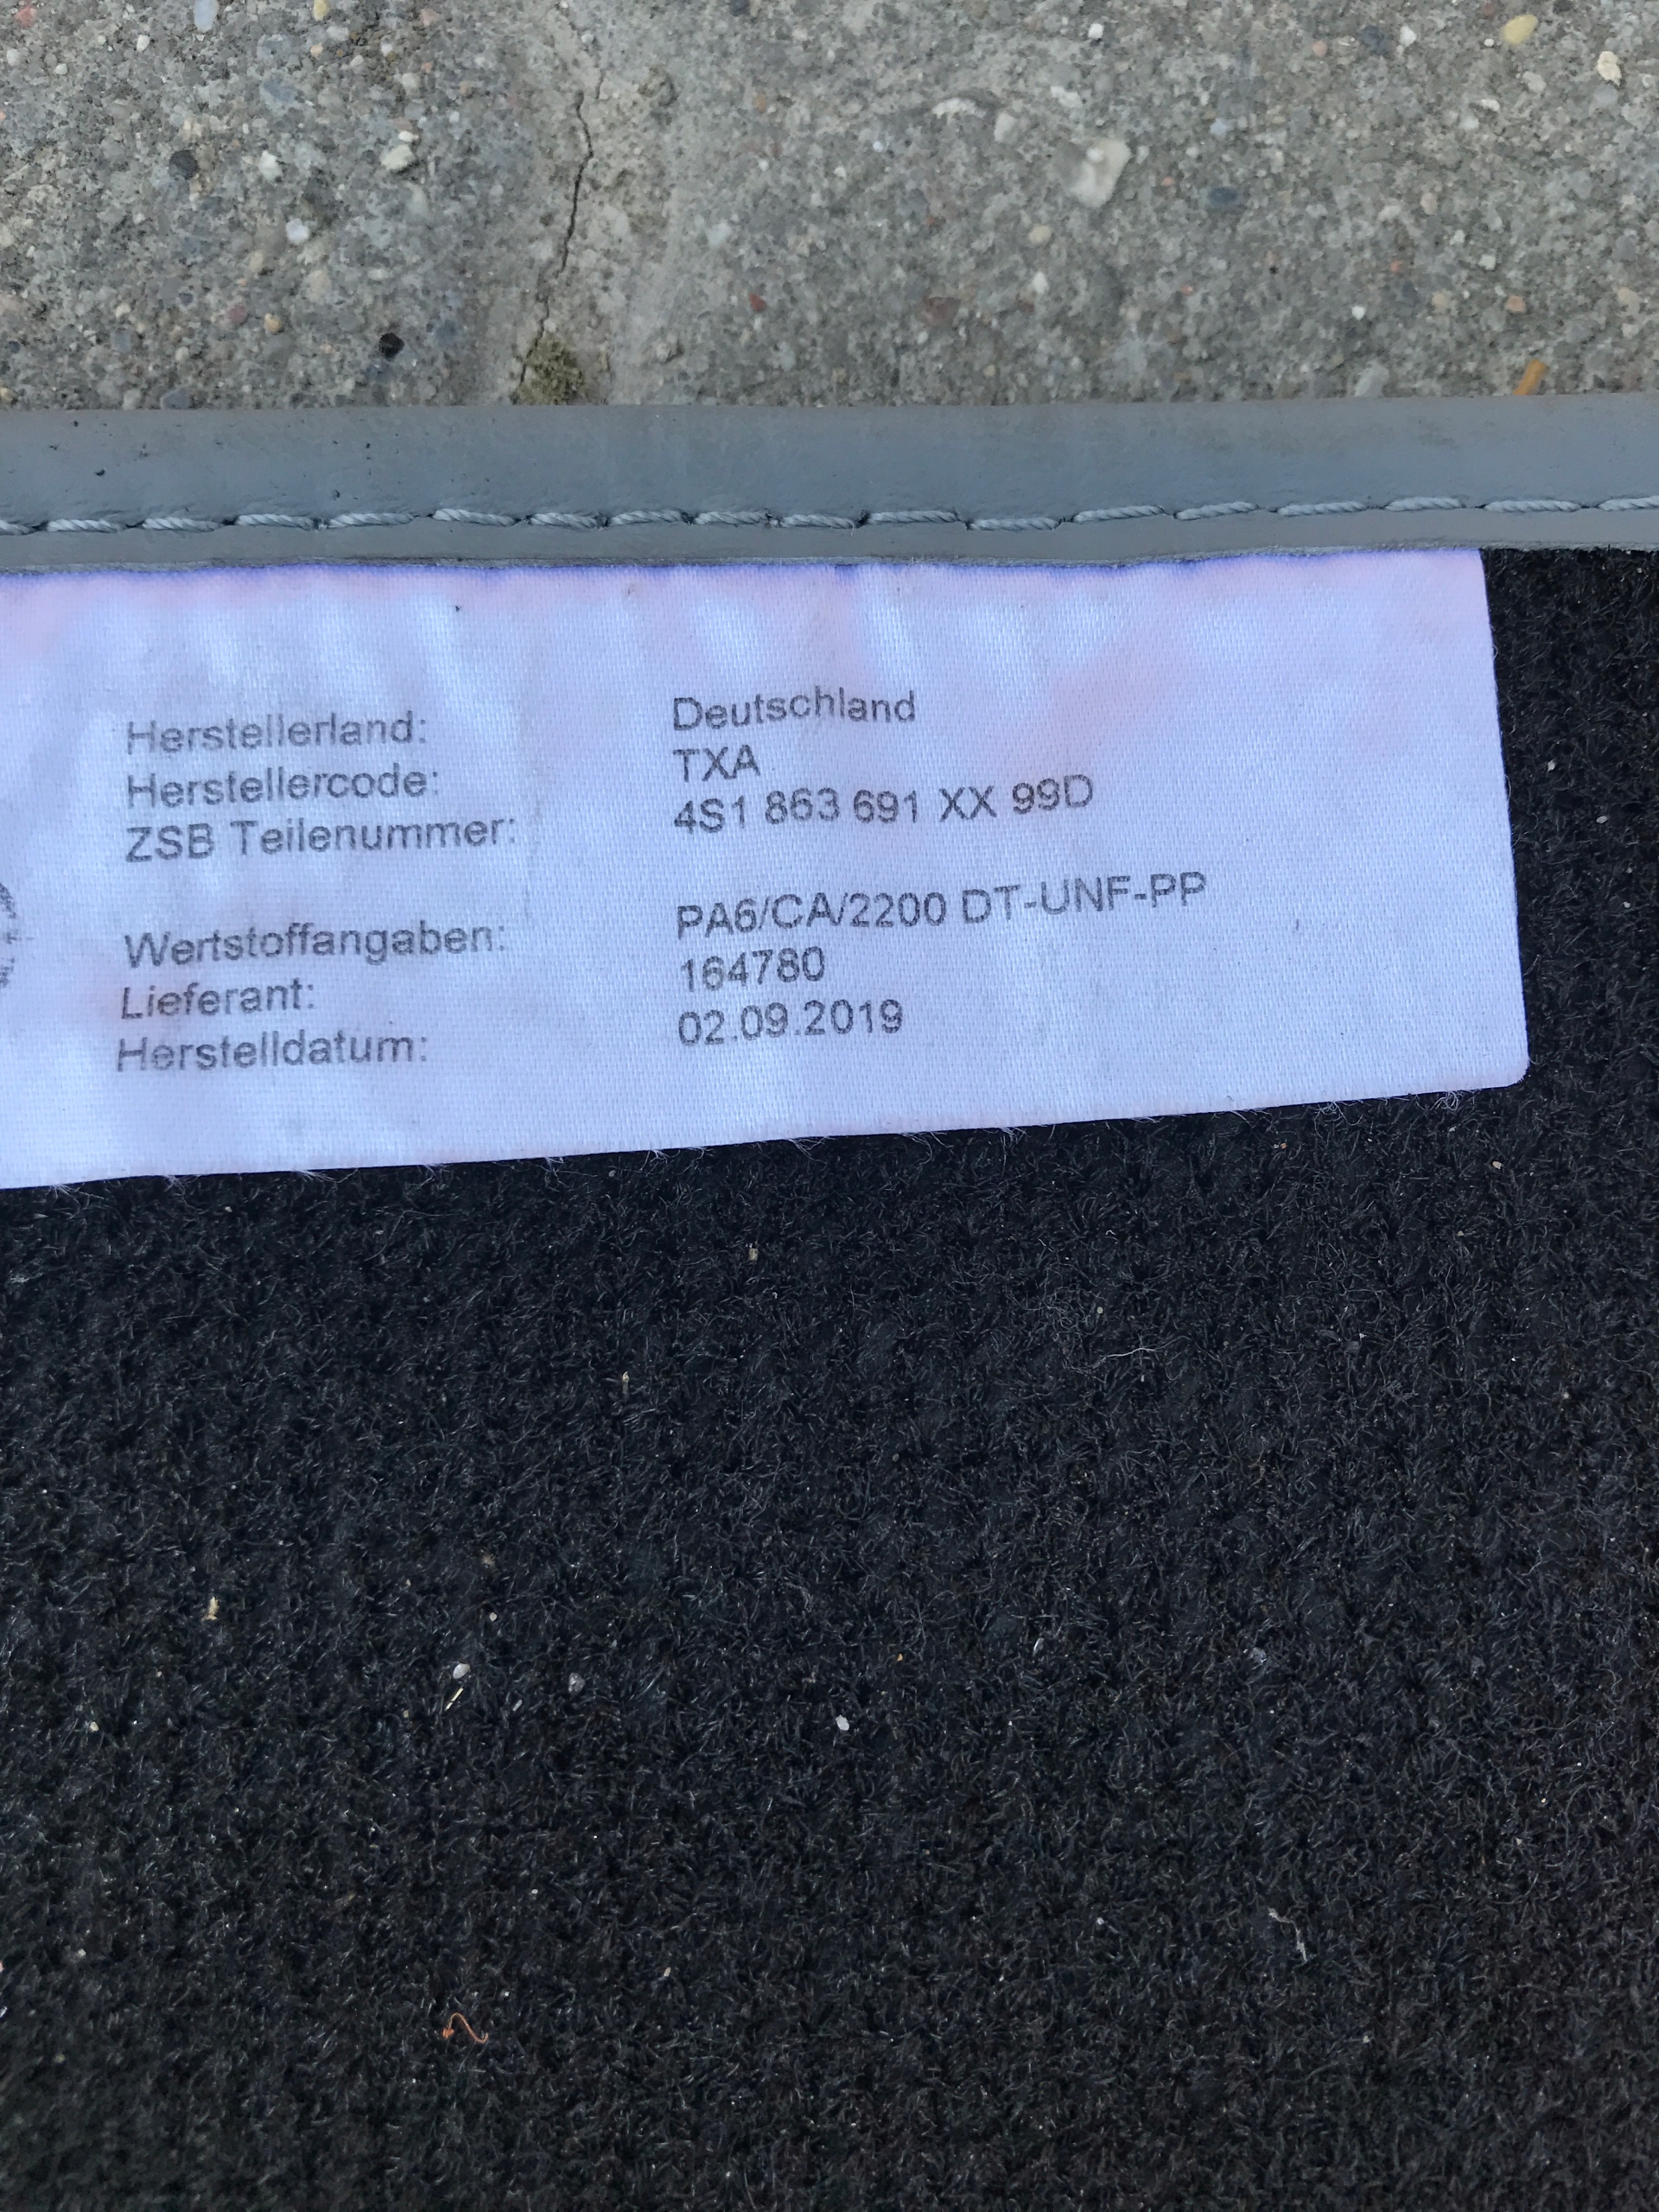 Herstellerland: Deutschland
Herstellercode: TXA
ZSB Teilenummer: 4S1 863 691 XX 99D
Wertstoffangaben: PA6/CA/2200 DT-UNF-PP
Lieferant: 164780
Herstelldatum: 02.09.2019